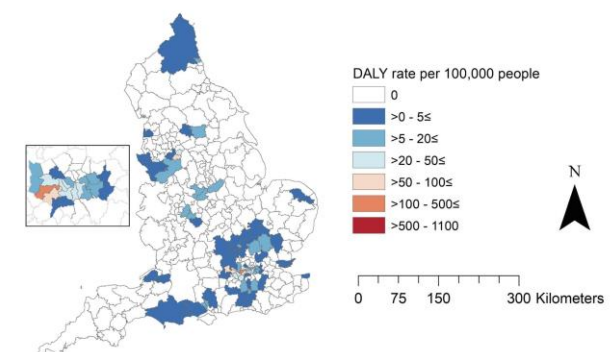 DALY rate per 100,000 people
0
>0 - 5≤
>5 - 20≤
>20 - 50≤
>50 - 100≤
>100 - 500≤
>500 - 1100
N
0 75 150 300 Kilometers